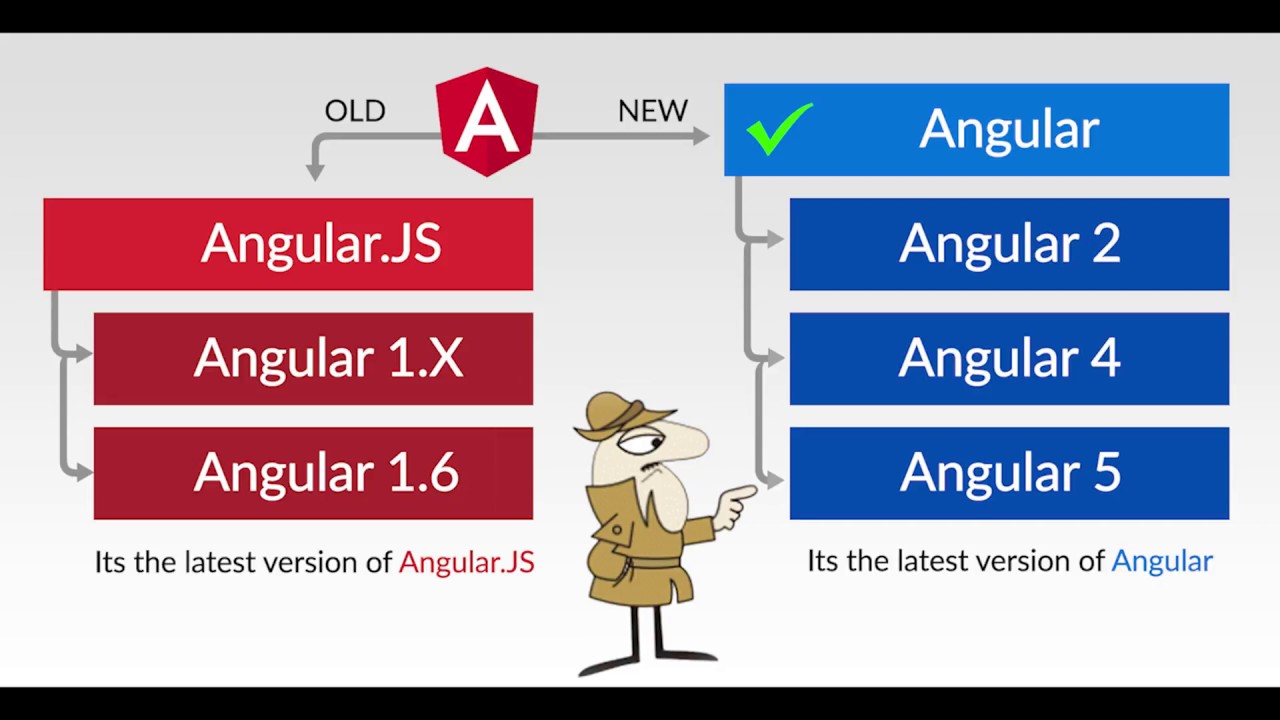 OLD
A
NEW
Angular.JS
Angular 1.X
Angular 1.6
Its the latest version of Angular.JS
Angular
Angular 2
Angular 4
Angular 5
Its the latest version of Angular